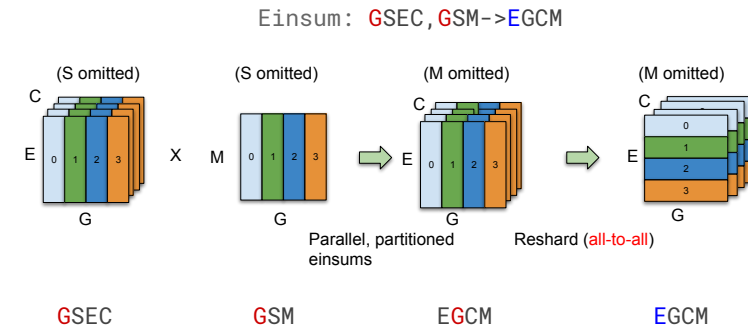 Einsum: GSEC,GSM->EGCM
(S omitted) (S omitted) (M omitted) (M omitted)
C C C
E 0 1 2 3 X M 0 1 2 3 E 0 1 2 3 E 0 1 2 3
G G G G
Parallel, partitioned einsums
Reshard (all-to-all)
GSEC GSM EGCM EGCM